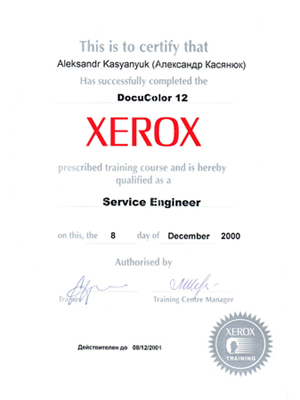 This is to certify that
Aleksandr Kasyanyuk (Александр Касянюк)
Has successfully completed the
DocuColor 12
XEROX
prescribed training course and is hereby
qualified as a
Service Engineer
on this, the 8 day of December 2000
Authorised by
Training Centre Manager
XEROX
TRAINING
Действителен до 08/12/2001